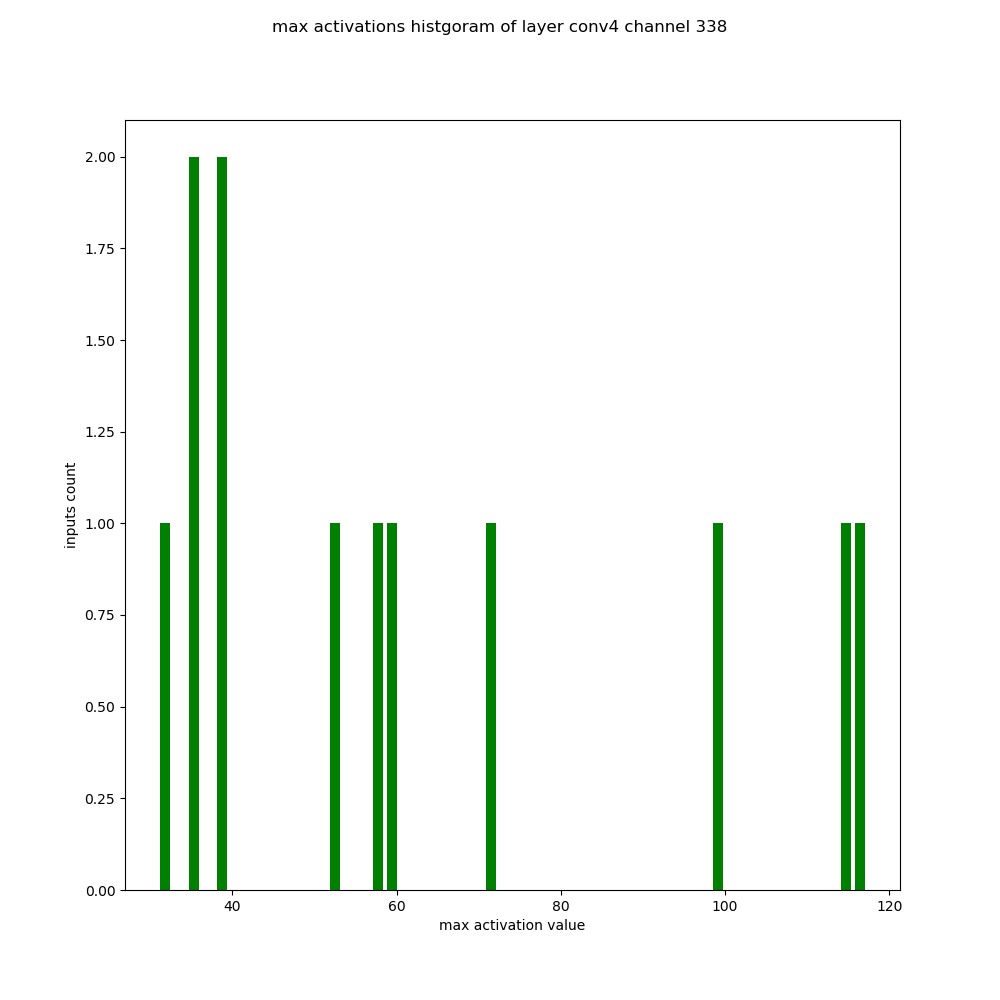 max activations histgoram of layer conv4 channel 338
2.00
1.75
1.50
1.25
1.00
0.75
0.50
0.25
0.00
inputs count
40 60 80 100 120
max activation value